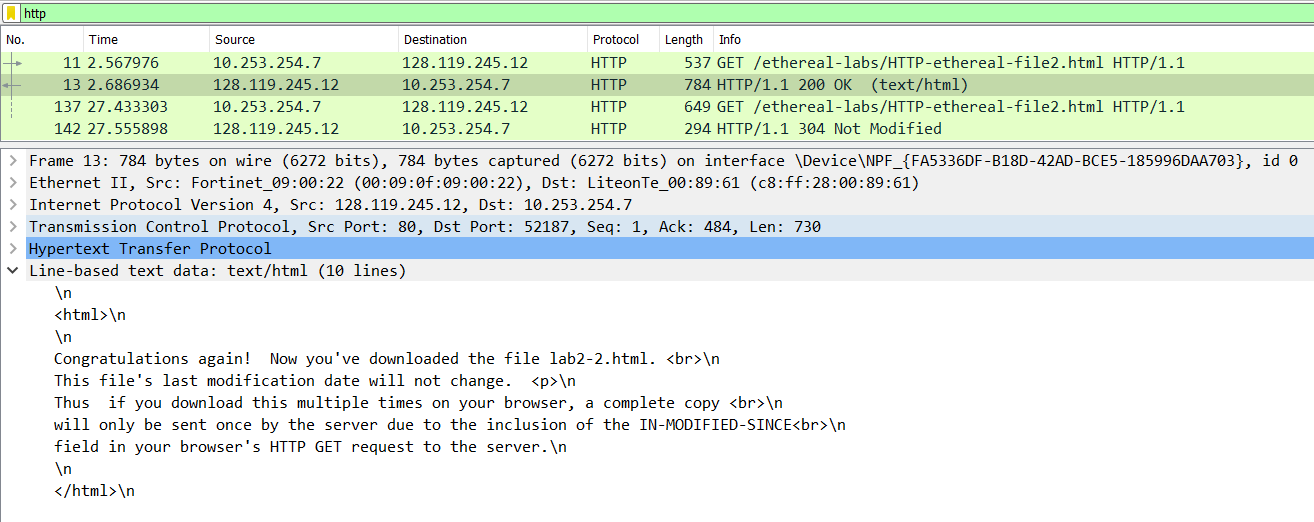 http
No. Time Source Destination Protocol Length Info
11 2.567976 10.253.254.7 128.119.245.12 HTTP 537 GET /ethereal-labs/HTTP-ethereal-file2.html HTTP/1.1
13 2.686934 128.119.245.12 10.253.254.7 HTTP 784 HTTP/1.1 200 OK  (text/html)
137 27.433303 10.253.254.7 128.119.245.12 HTTP 649 GET /ethereal-labs/HTTP-ethereal-file2.html HTTP/1.1
142 27.555898 128.119.245.12 10.253.254.7 HTTP 294 HTTP/1.1 304 Not Modified
Frame 13: 784 bytes on wire (6272 bits), 784 bytes captured (6272 bits) on interface \Device\NPF_{FA5336DF-B18D-42AD-BCE5-185996DAA703}, id 0
Ethernet II, Src: Fortinet_09:00:22 (00:09:0f:09:00:22), Dst: LiteonTe_00:89:61 (c8:ff:28:00:89:61)
Internet Protocol Version 4, Src: 128.119.245.12, Dst: 10.253.254.7
Transmission Control Protocol, Src Port: 80, Dst Port: 52187, Seq: 1, Ack: 484, Len: 730
Hypertext Transfer Protocol
Line-based text data: text/html (10 lines)
\n
<html>\n
\n
Congratulations again!  Now you've downloaded the file lab2-2.html. <br>\n
This file's last modification date will not change.  <p>\n
Thus  if you download this multiple times on your browser, a complete copy <br>\n
will only be sent once by the server due to the inclusion of the IN-MODIFIED-SINCE<br>\n
field in your browser's HTTP GET request to the server.\n
\n
</html>\n